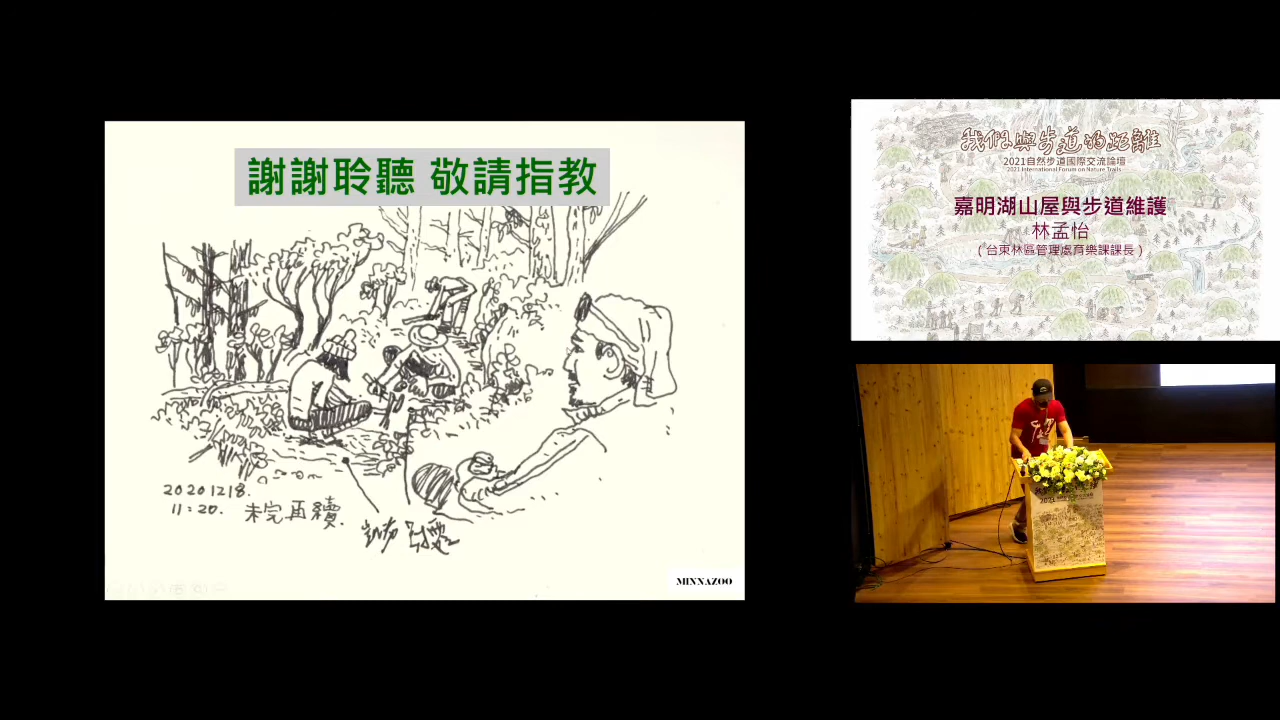 謝謝聆聽 敬請指教
20201218.
11:20. 未完再續.
MINNAZOO
我們與步道的距離
2021自然步道國際交流論壇
2021 International Forum on Nature Trails
嘉明湖山屋與步道維護
林孟怡
(台東林區管理處育樂課課長)
2021